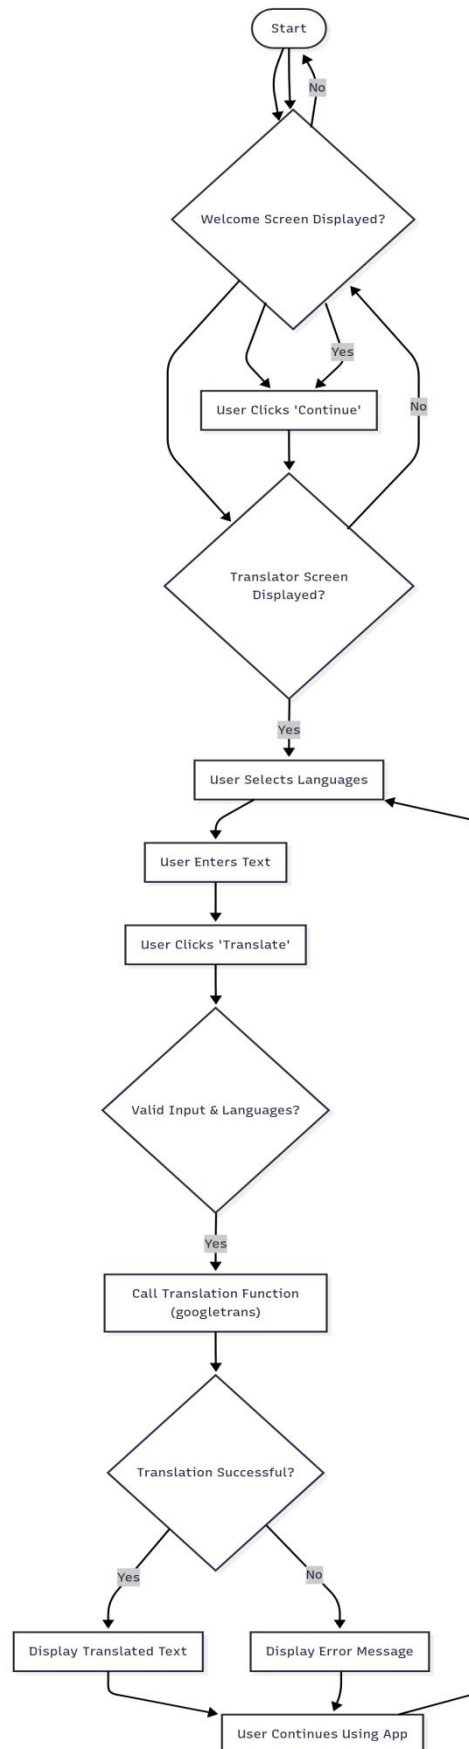 Start
No
Welcome Screen Displayed?
Yes
User Clicks 'Continue'
No
Translator Screen
Displayed?
Yes
User Selects Languages
User Enters Text
User Clicks 'Translate'
Valid Input & Languages?
Yes
Call Translation Function
(googletrans)
Translation Successful?
Yes
No
Display Translated Text
Display Error Message
User Continues Using App